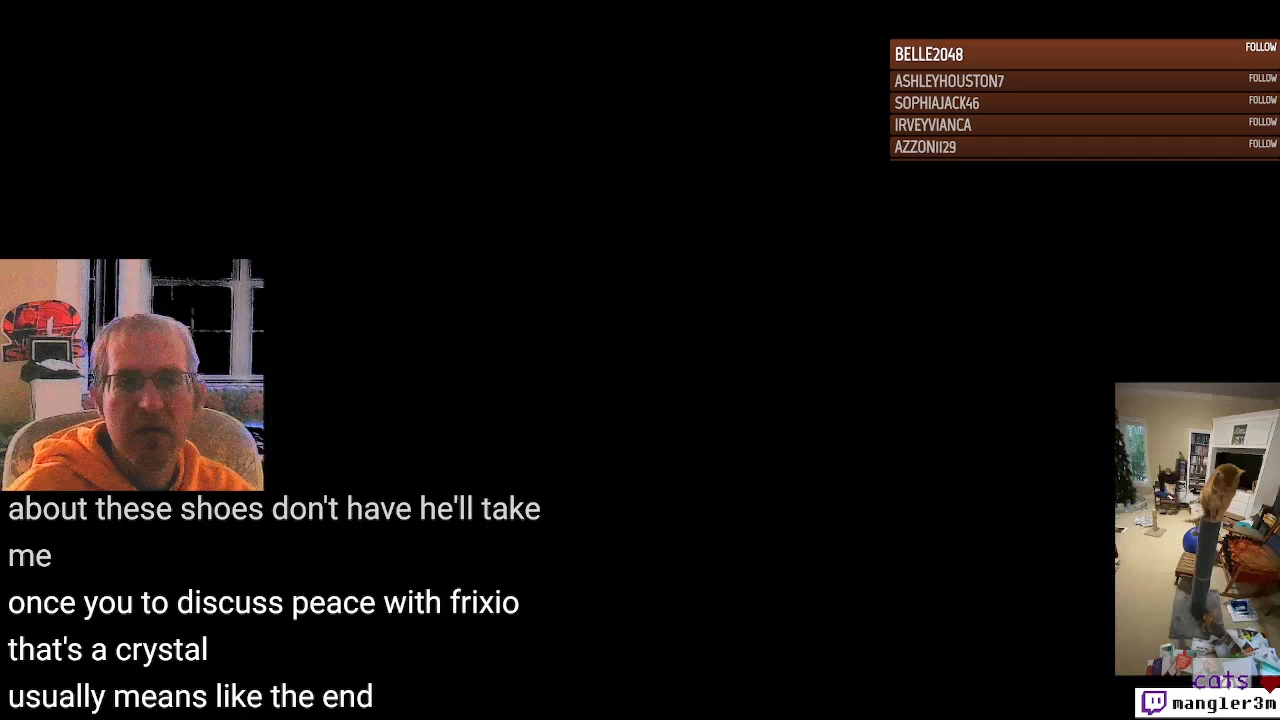 BELLE2048 FOLLOW
ASHLEYHOUSTON7 FOLLOW
SOPHIAJACK46 FOLLOW
IRVEYVIANCA FOLLOW
AZZON1129 FOLLOW
about these shoes don't have he'll take
me
once you to discuss peace with frixio
that's a crystal
usually means like the end
cats
mangler3m